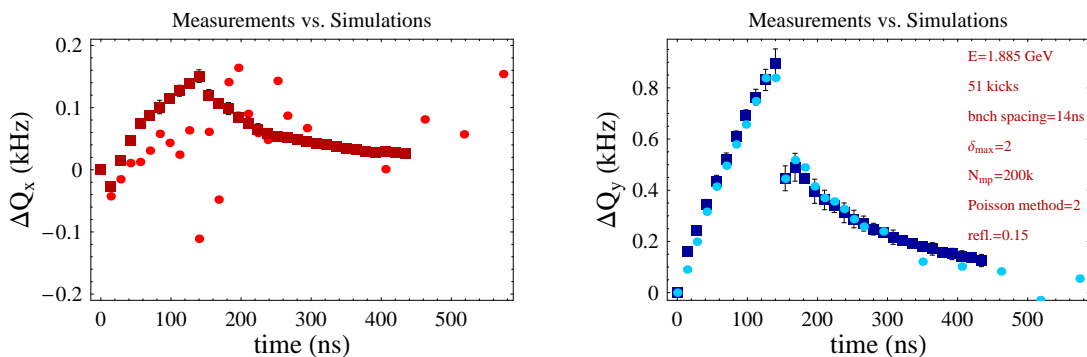 Measurements vs. Simulations
0.2
0.1
0
−0.1
−0.2
ΔQx (kHz)
0
100
200
300
400
500
time (ns)
Measurements vs. Simulations
0.8
0.6
0.4
0.2
0
ΔQy (kHz)
0
100
200
300
400
500
time (ns)
E=1.885 GeV
51 kicks
bnch spacing=14ns
δmax=2
Nmp=200k
Poisson method=2
refl.=0.15